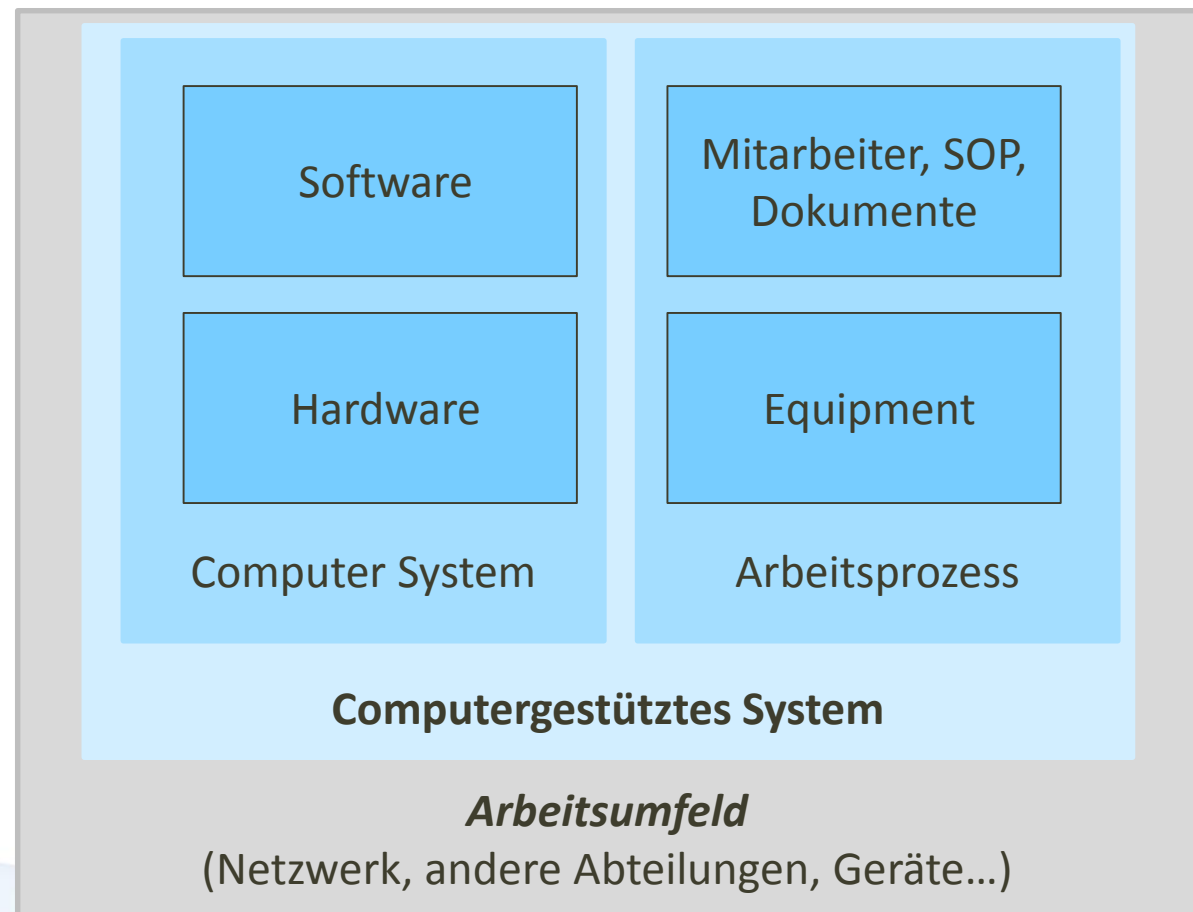 Software
Mitarbeiter, SOP,
Dokumente
Hardware
Equipment
Computer System
Arbeitsprozess
Computergestütztes System
Arbeitsumfeld
(Netzwerk, andere Abteilungen, Geräte…)